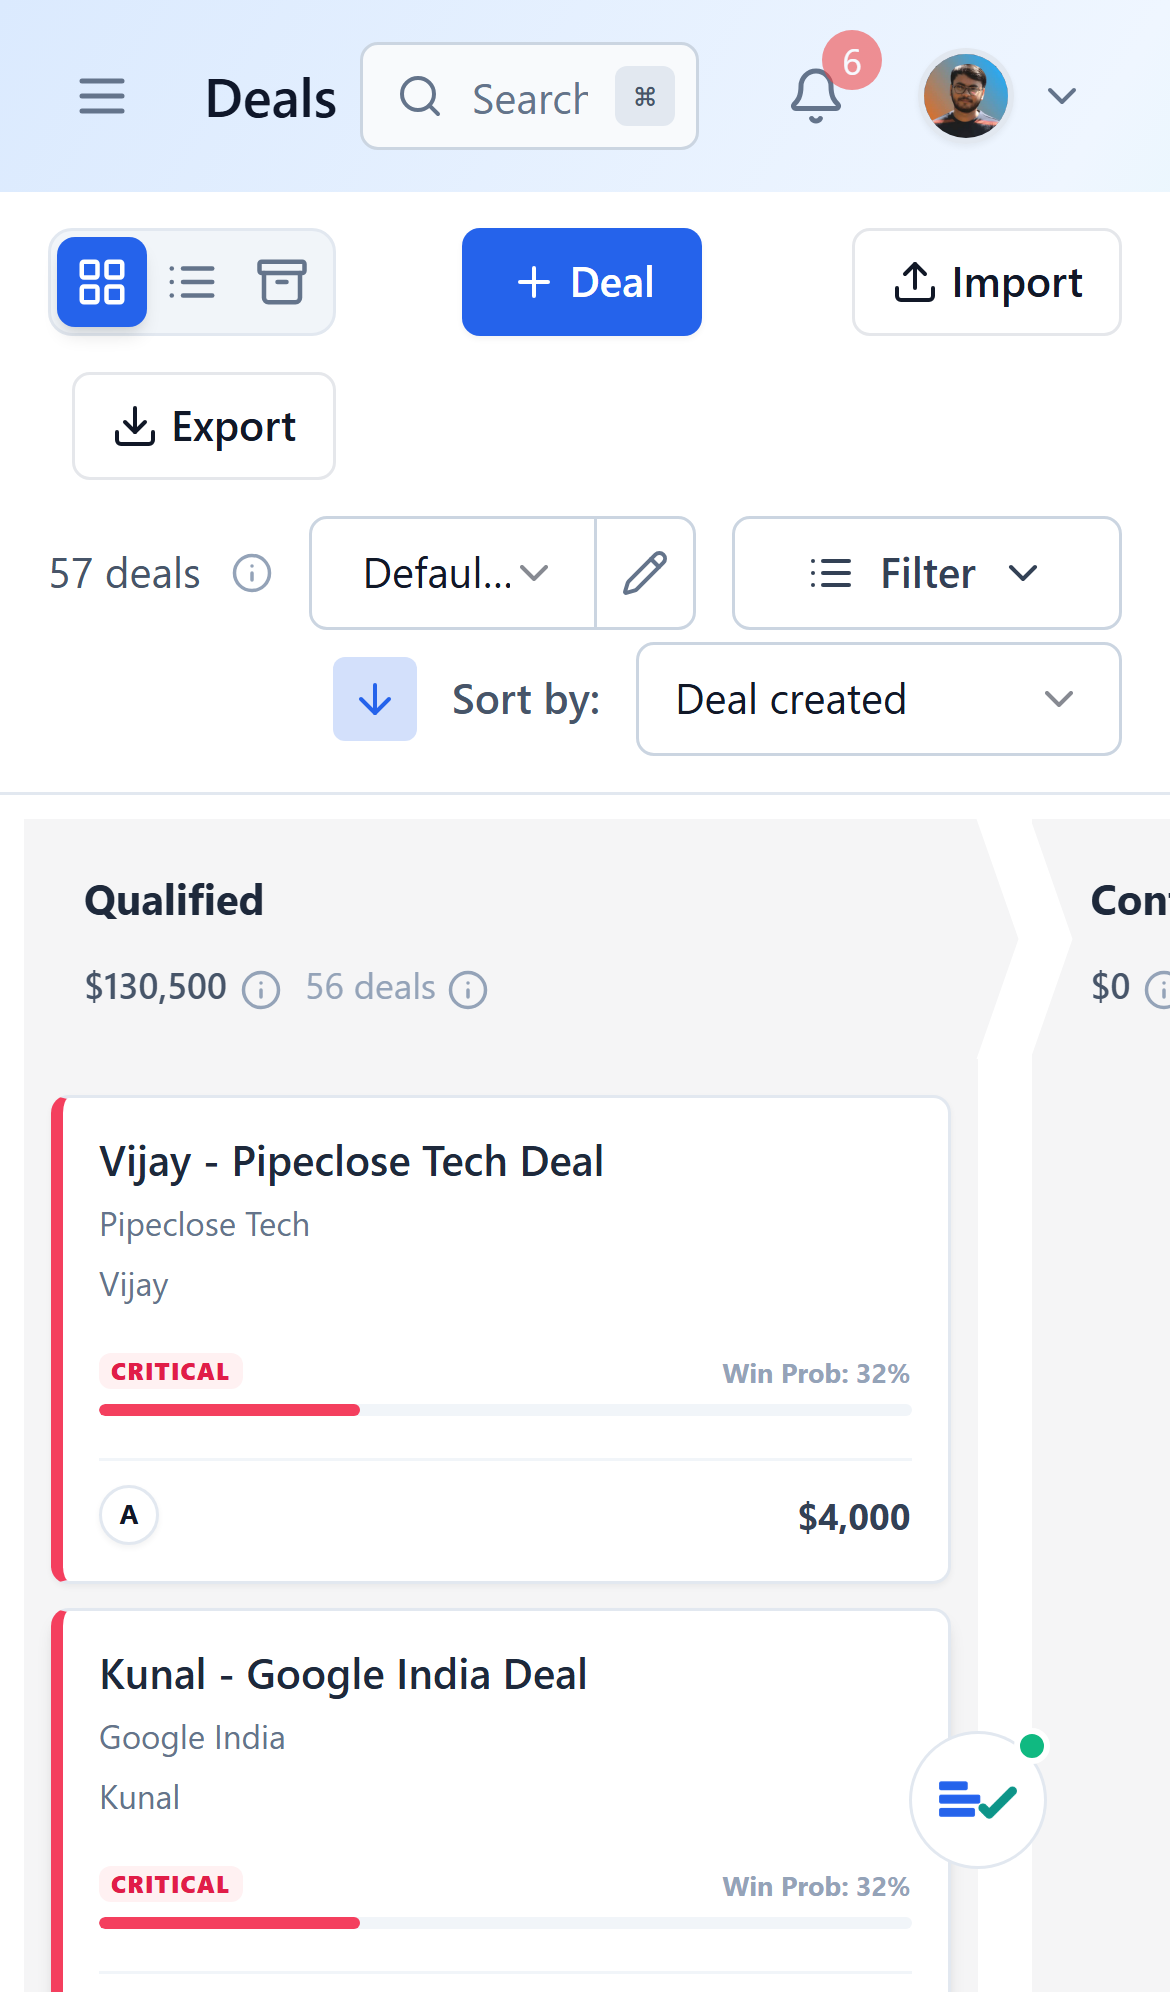 Deals
Search
⌘
6
+ Deal
Import
Export
57 deals
Defaul...
Filter
Sort by:
Deal created
Qualified
$130,500
56 deals
$0
Vijay - Pipeclose Tech Deal
Pipeclose Tech
Vijay
CRITICAL
Win Prob: 32%
A
$4,000
Kunal - Google India Deal
Google India
Kunal
CRITICAL
Win Prob: 32%